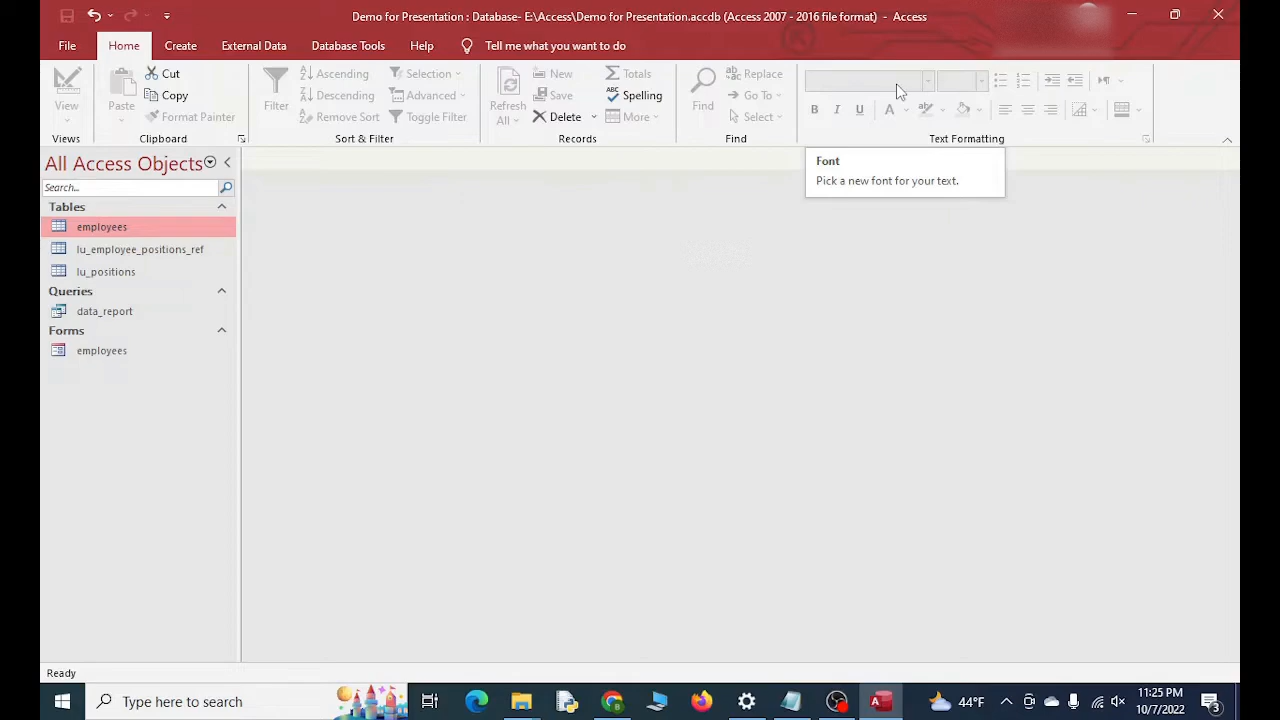 Demo for Presentation : Database- E:\Access\Demo for Presentation.accdb (Access 2007 - 2016 file format) - Access
File Home Create External Data Database Tools Help Tell me what you want to do
View
Views
Paste
Cut
Copy
Format Painter
Clipboard
Filter
Ascending
Descending
Remove Sort
Selection
Advanced
Toggle Filter
Sort & Filter
Refresh
All
New
Save
Delete
Totals
Spelling
More
Records
Find
Replace
Go To
Select
Find
B I U A
Text Formatting
Font
Pick a new font for your text.
All Access Objects
Search...
Tables
employees
lu_employee_positions_ref
lu_positions
Queries
data_report
Forms
employees
Ready
Type here to search
44°F
11:25 PM
10/7/2022
3